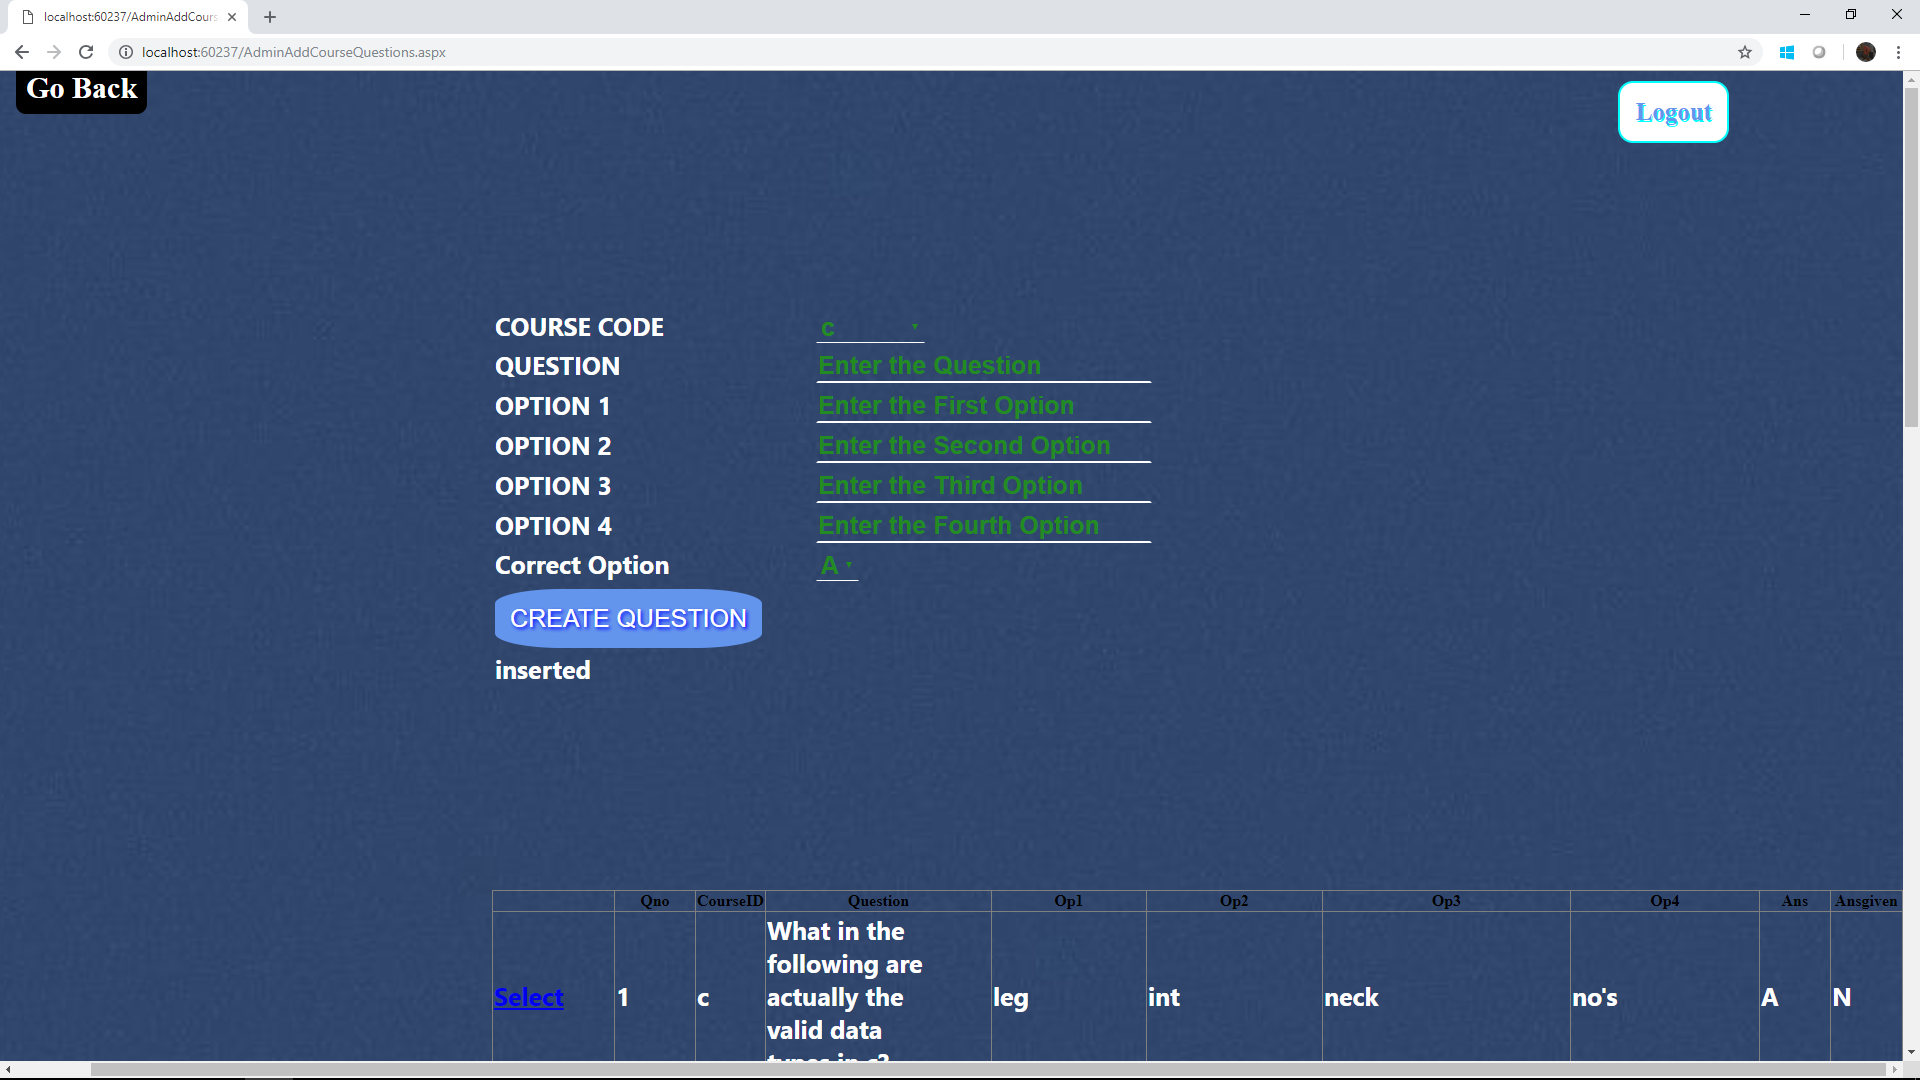 localhost:60237/AdminAddCours
localhost:60237/AdminAddCourseQuestions.aspx
Go Back
Logout
COURSE CODE c
QUESTION Enter the Question
OPTION 1 Enter the First Option
OPTION 2 Enter the Second Option
OPTION 3 Enter the Third Option
OPTION 4 Enter the Fourth Option
Correct Option A
CREATE QUESTION
inserted
Qno CourseID Question Op1 Op2 Op3 Op4 Ans Ansgiven
What in the
following are
Select 1 c actually the leg int neck no's A N
valid data
types in c?